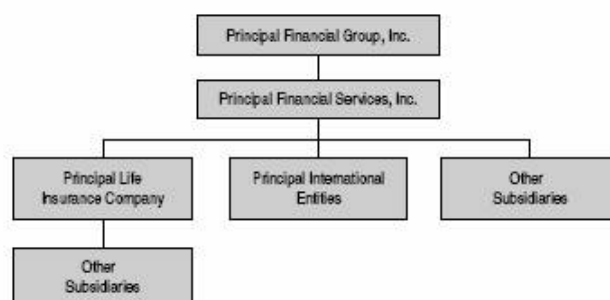 Principal Financial Group, Inc.
Principal Financial Services, Inc.
Principal Life
Insurance Company
Principal International
Entities
Other
Subsidiaries
Other
Subsidiaries